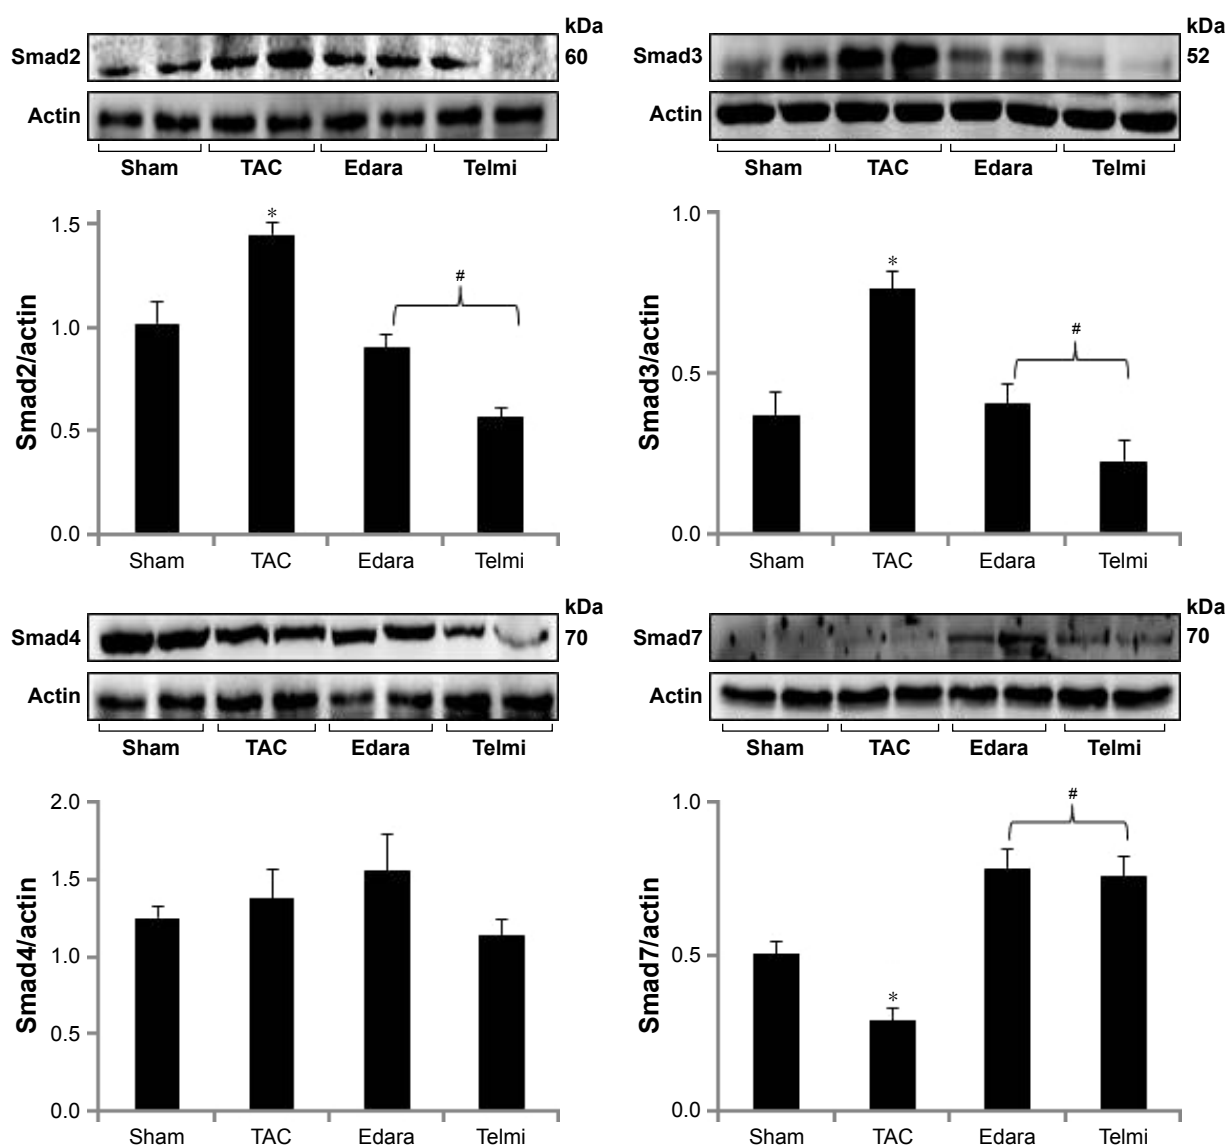 kDa
Smad2 60
Actin
Sham TAC Edara Telmi
*
1.5
#
1.0
0.5
0.0
Smad2/actin
Sham TAC Edara Telmi
kDa
Smad3 52
Actin
Sham TAC Edara Telmi
1.0
*
#
0.5
0.0
Smad3/actin
Sham TAC Edara Telmi
kDa
Smad4 70
Actin
Sham TAC Edara Telmi
2.0
1.5
1.0
0.5
0.0
Smad4/actin
Sham TAC Edara Telmi
kDa
Smad7 70
Actin
Sham TAC Edara Telmi
1.0
#
0.5
*
0.0
Smad7/actin
Sham TAC Edara Telmi